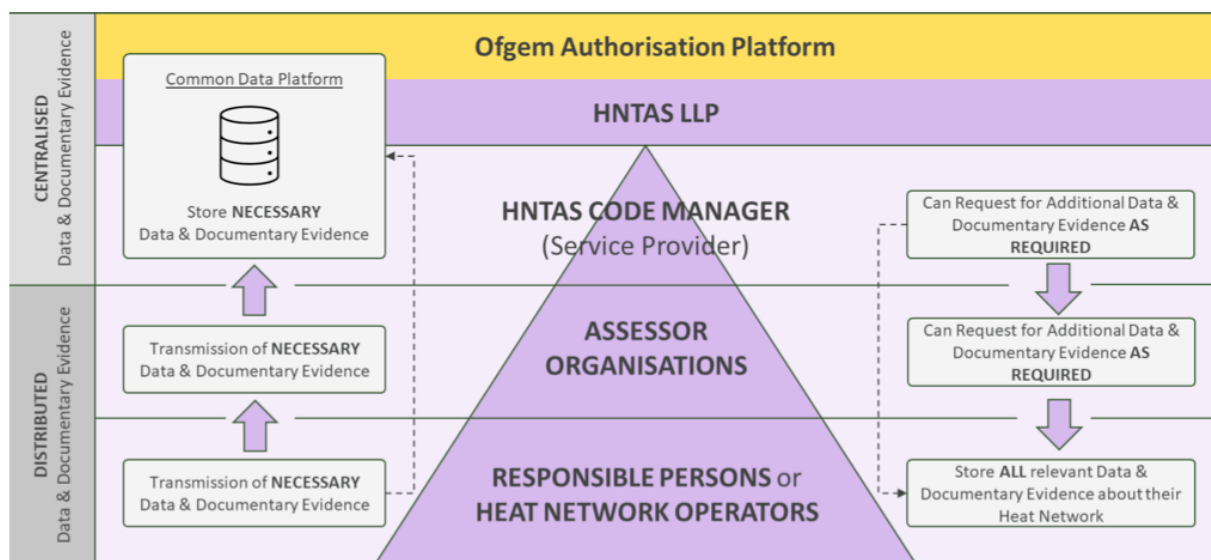 Ofgem Authorisation Platform
HNTAS LLP
CENTRALISED
Data & Documentary Evidence
Common Data Platform
Store NECESSARY
Data & Documentary Evidence
HNTAS CODE MANAGER
(Service Provider)
Can Request for Additional Data &
Documentary Evidence AS
REQUIRED
DISTRIBUTED
Data & Documentary Evidence
Transmission of NECESSARY
Data & Documentary Evidence
ASSESSOR
ORGANISATIONS
Can Request for Additional Data &
Documentary Evidence AS
REQUIRED
Transmission of NECESSARY
Data & Documentary Evidence
RESPONSIBLE PERSONS or
HEAT NETWORK OPERATORS
Store ALL relevant Data &
Documentary Evidence about their
Heat Network